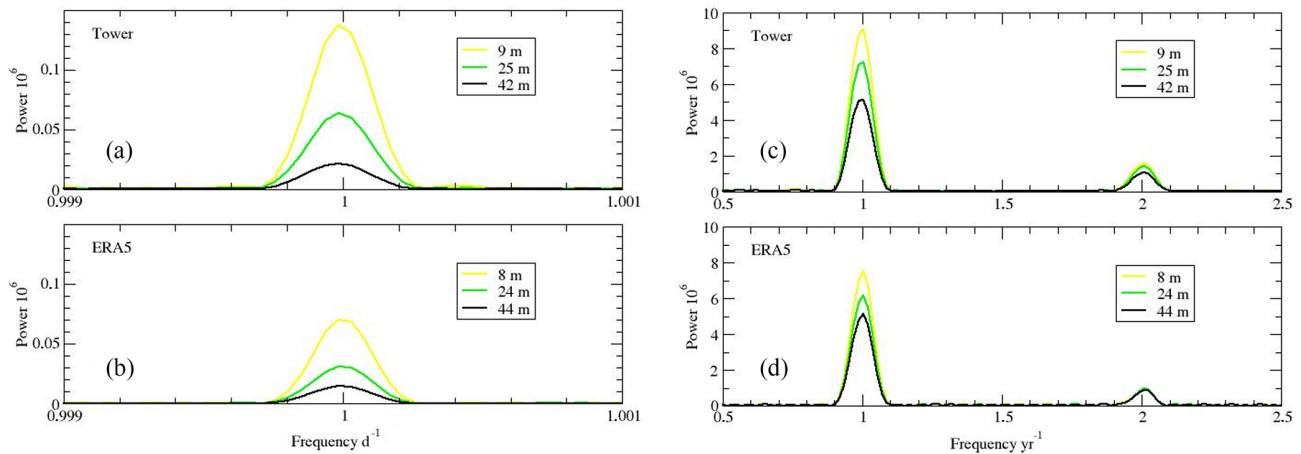 Tower
9 m
25 m
42 m
0.1
0.05
0
Power 10^6
(a)
0.999
1
1.001
ERA5
8 m
24 m
44 m
0.1
0.05
0
Power 10^6
(b)
0.999
1
1.001
Frequency d^-1
10
8
6
4
2
0
Power 10^6
Tower
9 m
25 m
42 m
(c)
0.5
1
1.5
2
2.5
10
8
6
4
2
0
Power 10^6
ERA5
8 m
24 m
44 m
(d)
0.5
1
1.5
2
2.5
Frequency yr^-1